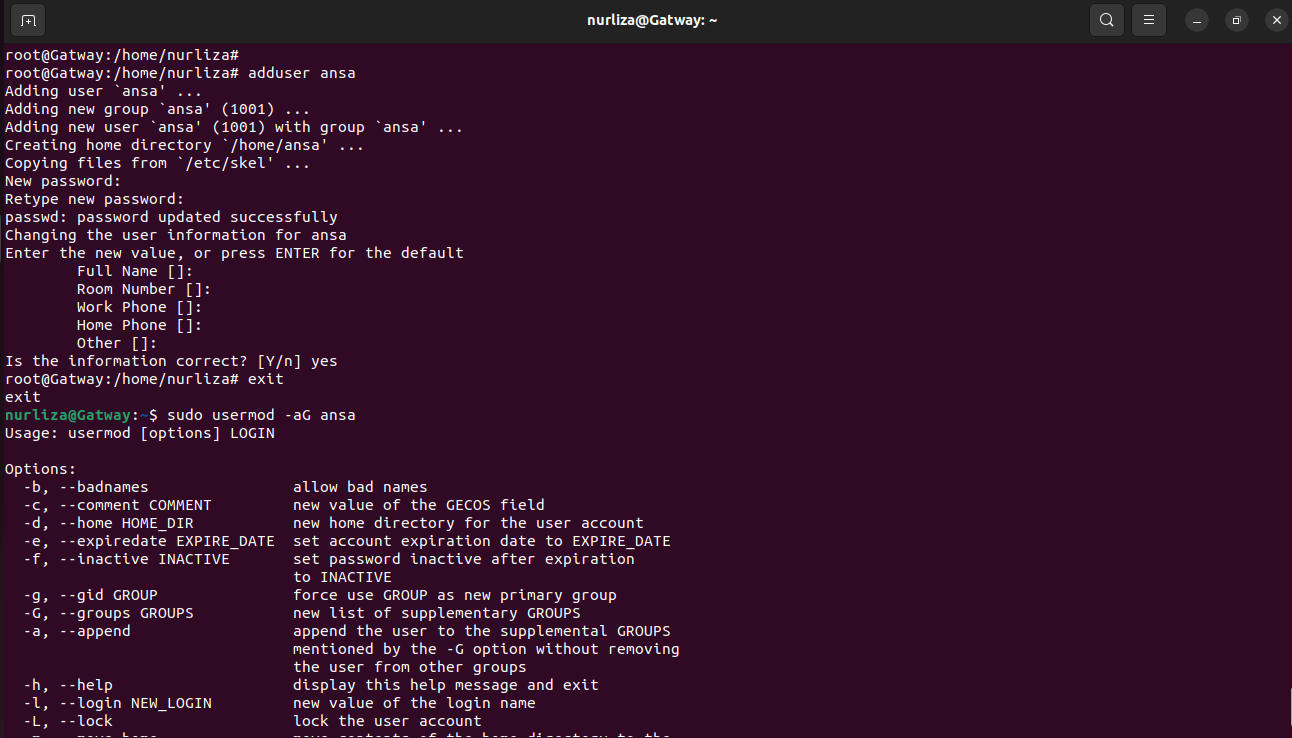 nurliza@Gatway: ~
root@Gatway:/home/nurliza#
root@Gatway:/home/nurliza# adduser ansa
Adding user `ansa' ...
Adding new group `ansa' (1001) ...
Adding new user `ansa' (1001) with group `ansa' ...
Creating home directory `/home/ansa' ...
Copying files from `/etc/skel' ...
New password:
Retype new password:
passwd: password updated successfully
Changing the user information for ansa
Enter the new value, or press ENTER for the default
        Full Name []:
        Room Number []:
        Work Phone []:
        Home Phone []:
        Other []:
Is the information correct? [Y/n] yes
root@Gatway:/home/nurliza# exit
exit
nurliza@Gatway:~$ sudo usermod -aG ansa
Usage: usermod [options] LOGIN
Options:
  -b, --badnames                allow bad names
  -c, --comment COMMENT         new value of the GECOS field
  -d, --home HOME_DIR           new home directory for the user account
  -e, --expiredate EXPIRE_DATE  set account expiration date to EXPIRE_DATE
  -f, --inactive INACTIVE       set password inactive after expiration
                                to INACTIVE
  -g, --gid GROUP               force use GROUP as new primary group
  -G, --groups GROUPS           new list of supplementary GROUPS
  -a, --append                  append the user to the supplemental GROUPS
                                mentioned by the -G option without removing
                                the user from other groups
  -h, --help                    display this help message and exit
  -l, --login NEW_LOGIN         new value of the login name
  -L, --lock                    lock the user account